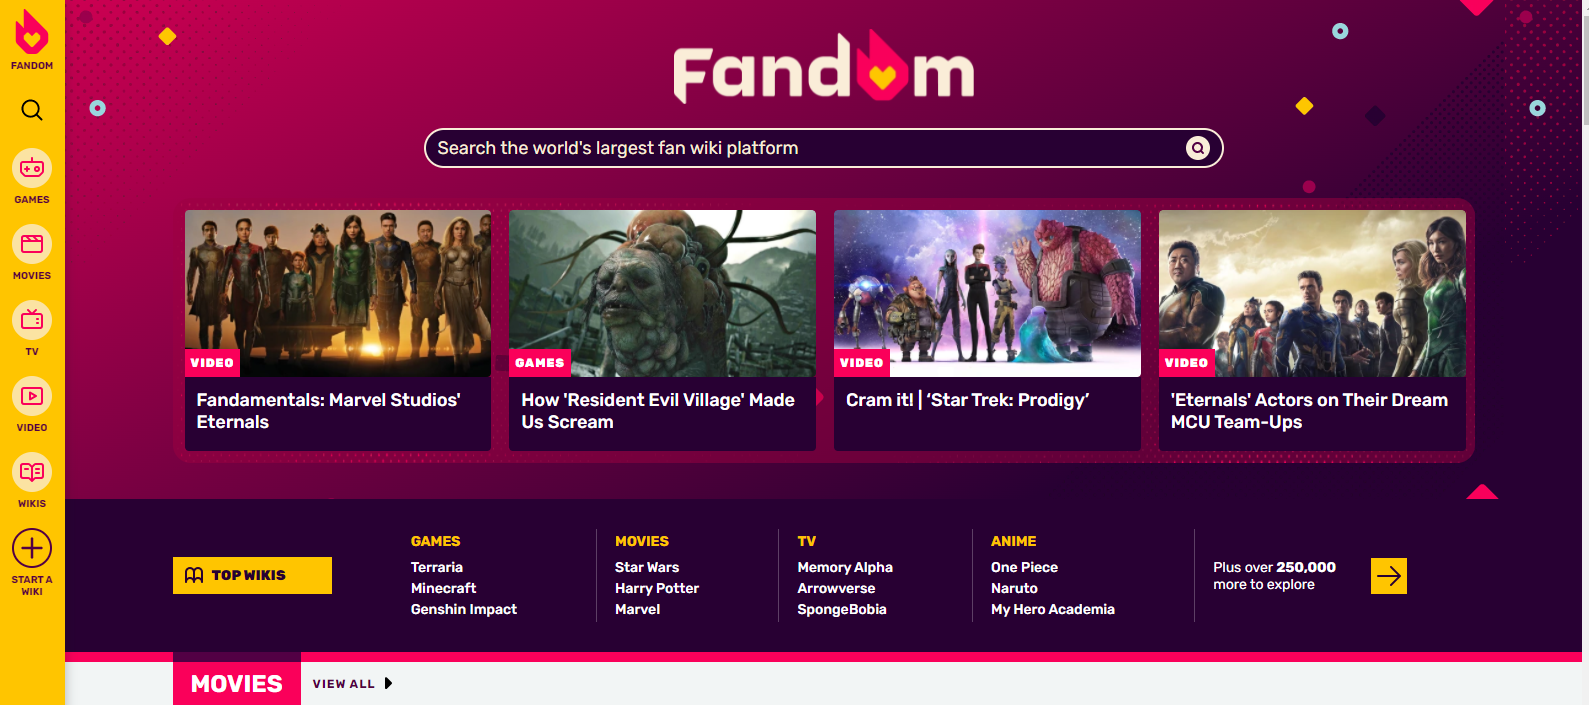 FANDOM
GAMES
MOVIES
TV
VIDEO
WIKIS
START A
WIKI
Fandom
Search the world's largest fan wiki platform
VIDEO
Fandamentals: Marvel Studios'
Eternals
GAMES
How 'Resident Evil Village' Made
Us Scream
VIDEO
Cram it! | ‘Star Trek: Prodigy’
VIDEO
'Eternals' Actors on Their Dream
MCU Team-Ups
TOP WIKIS
GAMES
Terraria
Minecraft
Genshin Impact
MOVIES
Star Wars
Harry Potter
Marvel
TV
Memory Alpha
Arrowverse
SpongeBobia
ANIME
One Piece
Naruto
My Hero Academia
Plus over 250,000
more to explore
MOVIES
VIEW ALL